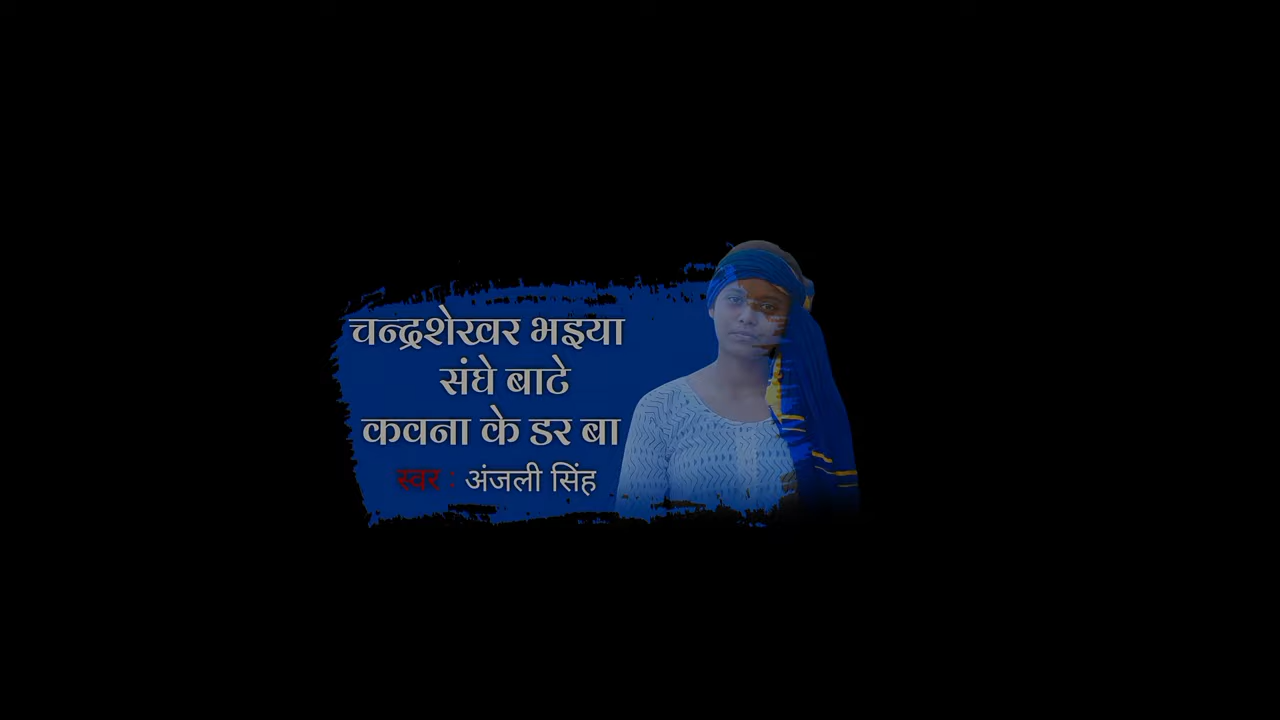 चन्द्रशेखर भइया
संघे बाटे
कवना के डर बा
स्वर : अंजली सिंह